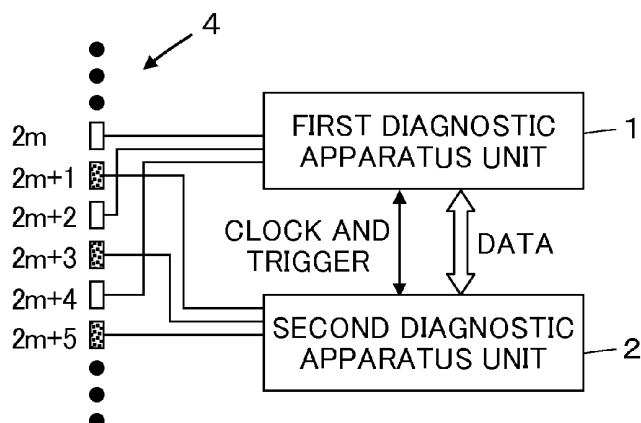 4
2m
2m+1
2m+2
2m+3
2m+4
2m+5
FIRST DIAGNOSTIC
APPARATUS UNIT
1
CLOCK AND
TRIGGER
DATA
SECOND DIAGNOSTIC
APPARATUS UNIT
2